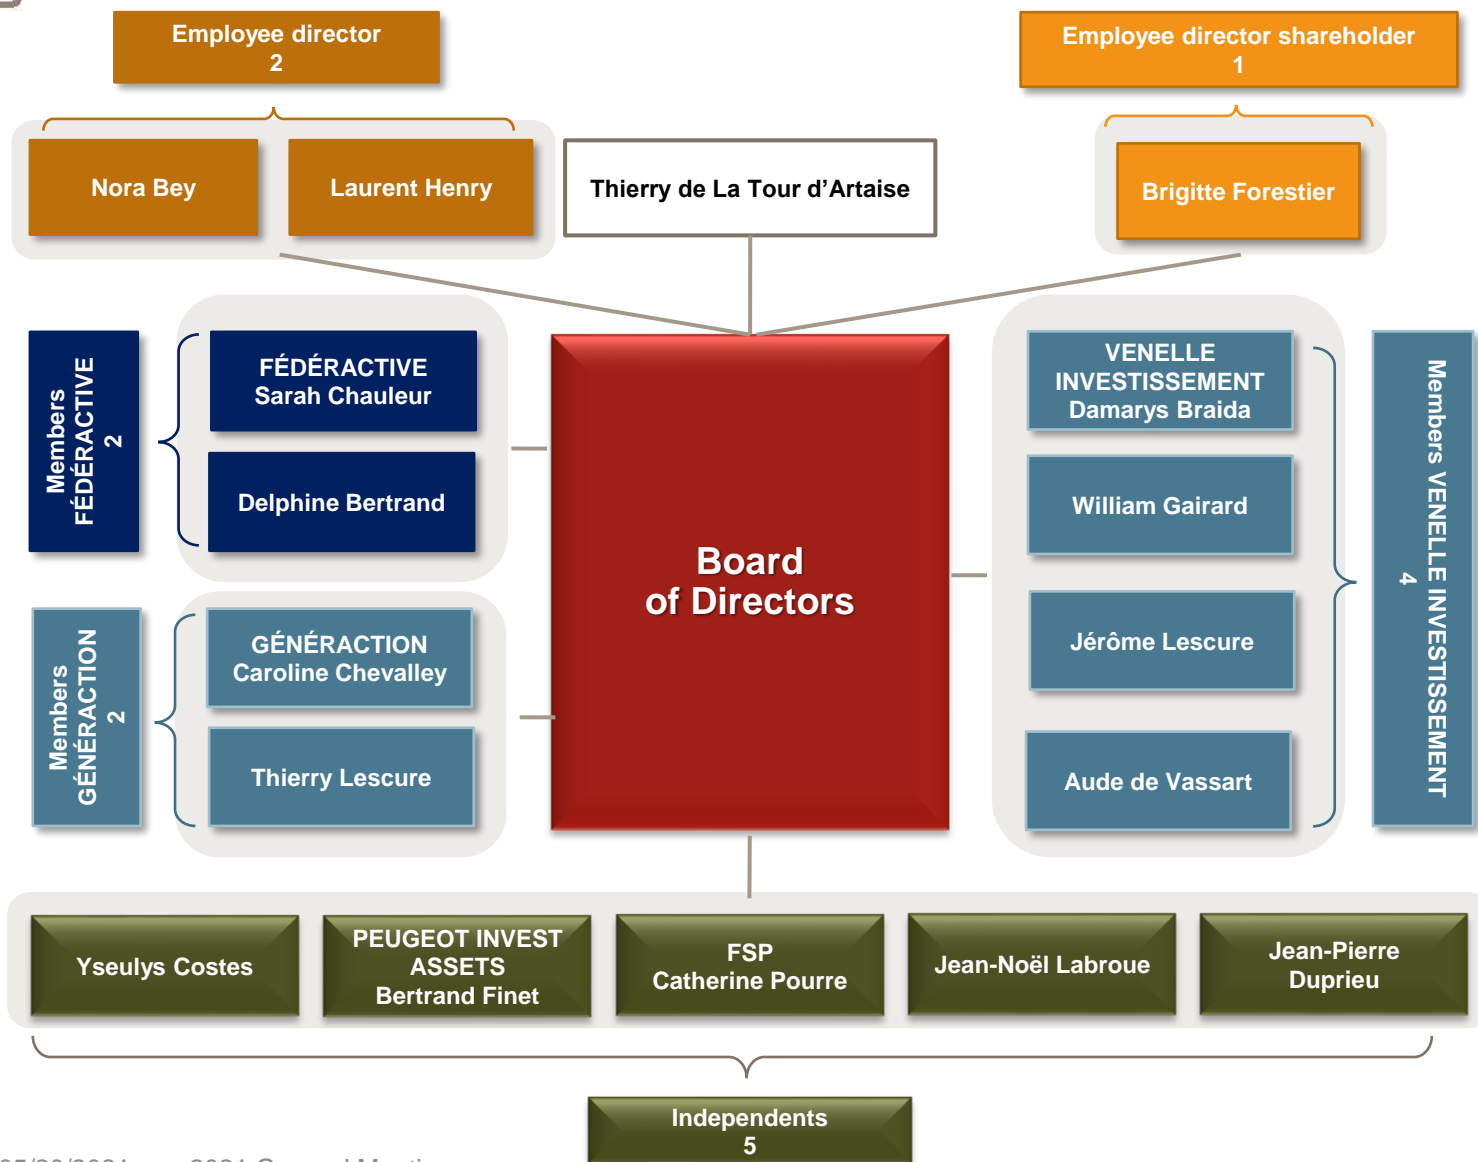 Employee director
2
Employee director shareholder
1
Nora Bey
Laurent Henry
Thierry de La Tour d’Artaise
Brigitte Forestier
Members
FÉDÉRACTIVE
2
FÉDÉRACTIVE
Sarah Chauleur
Delphine Bertrand
Members
GÉNÉRACTION
2
GÉNÉRACTION
Caroline Chevalley
Thierry Lescure
Board
of Directors
VENELLE
INVESTISSEMENT
Damarys Braida
William Gairard
Jérôme Lescure
Aude de Vassart
Members VENELLE INVESTISSEMENT
4
Yseulys Costes
PEUGEOT INVEST
ASSETS
Bertrand Finet
FSP
Catherine Pourre
Jean-Noël Labroue
Jean-Pierre
Duprieu
Independents
5